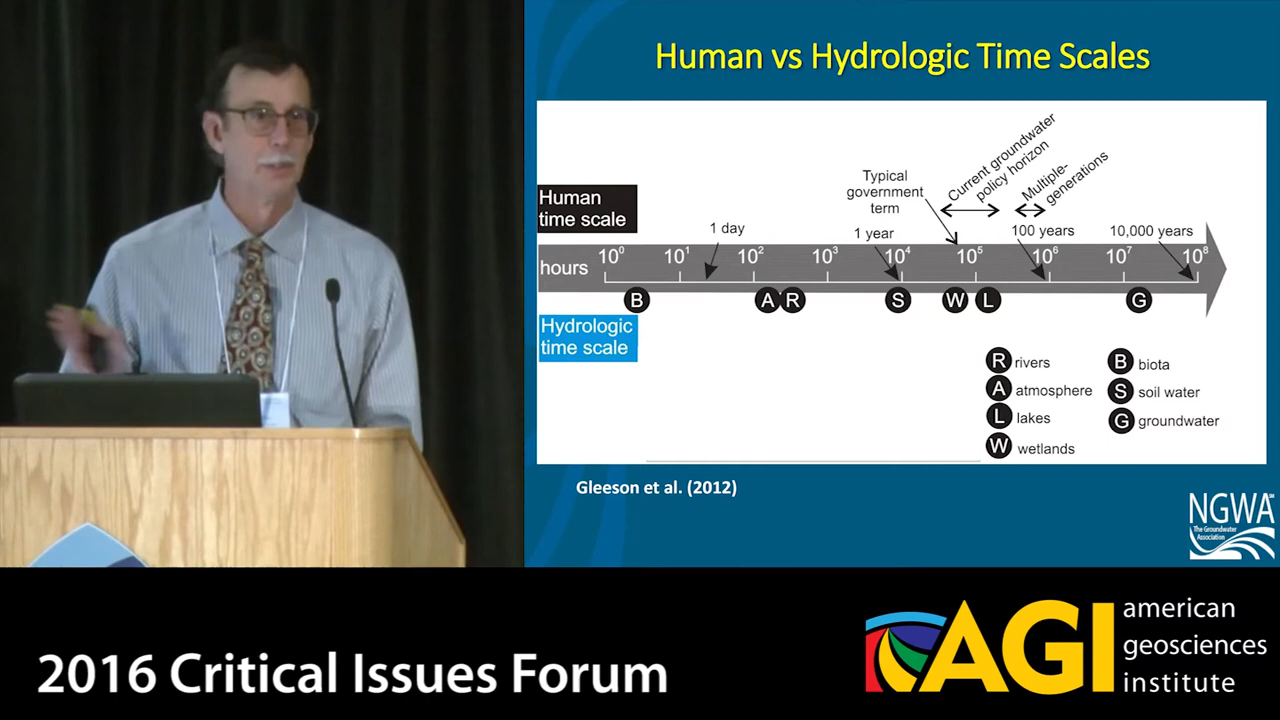 Human vs Hydrologic Time Scales
Current groundwater
policy horizon
Multiple-
generations
Typical
government
term
Human
time scale
1 day
1 year
100 years
10,000 years
hours
10⁰ 10¹ 10² 10³ 10⁴ 10⁵ 10⁶ 10⁷ 10⁸
B A R S W L G
Hydrologic
time scale
R rivers
A atmosphere
L lakes
W wetlands
B biota
S soil water
G groundwater
Gleeson et al. (2012)
NGWA
The Groundwater
Association
2016 Critical Issues Forum
AGI
american
geosciences
institute